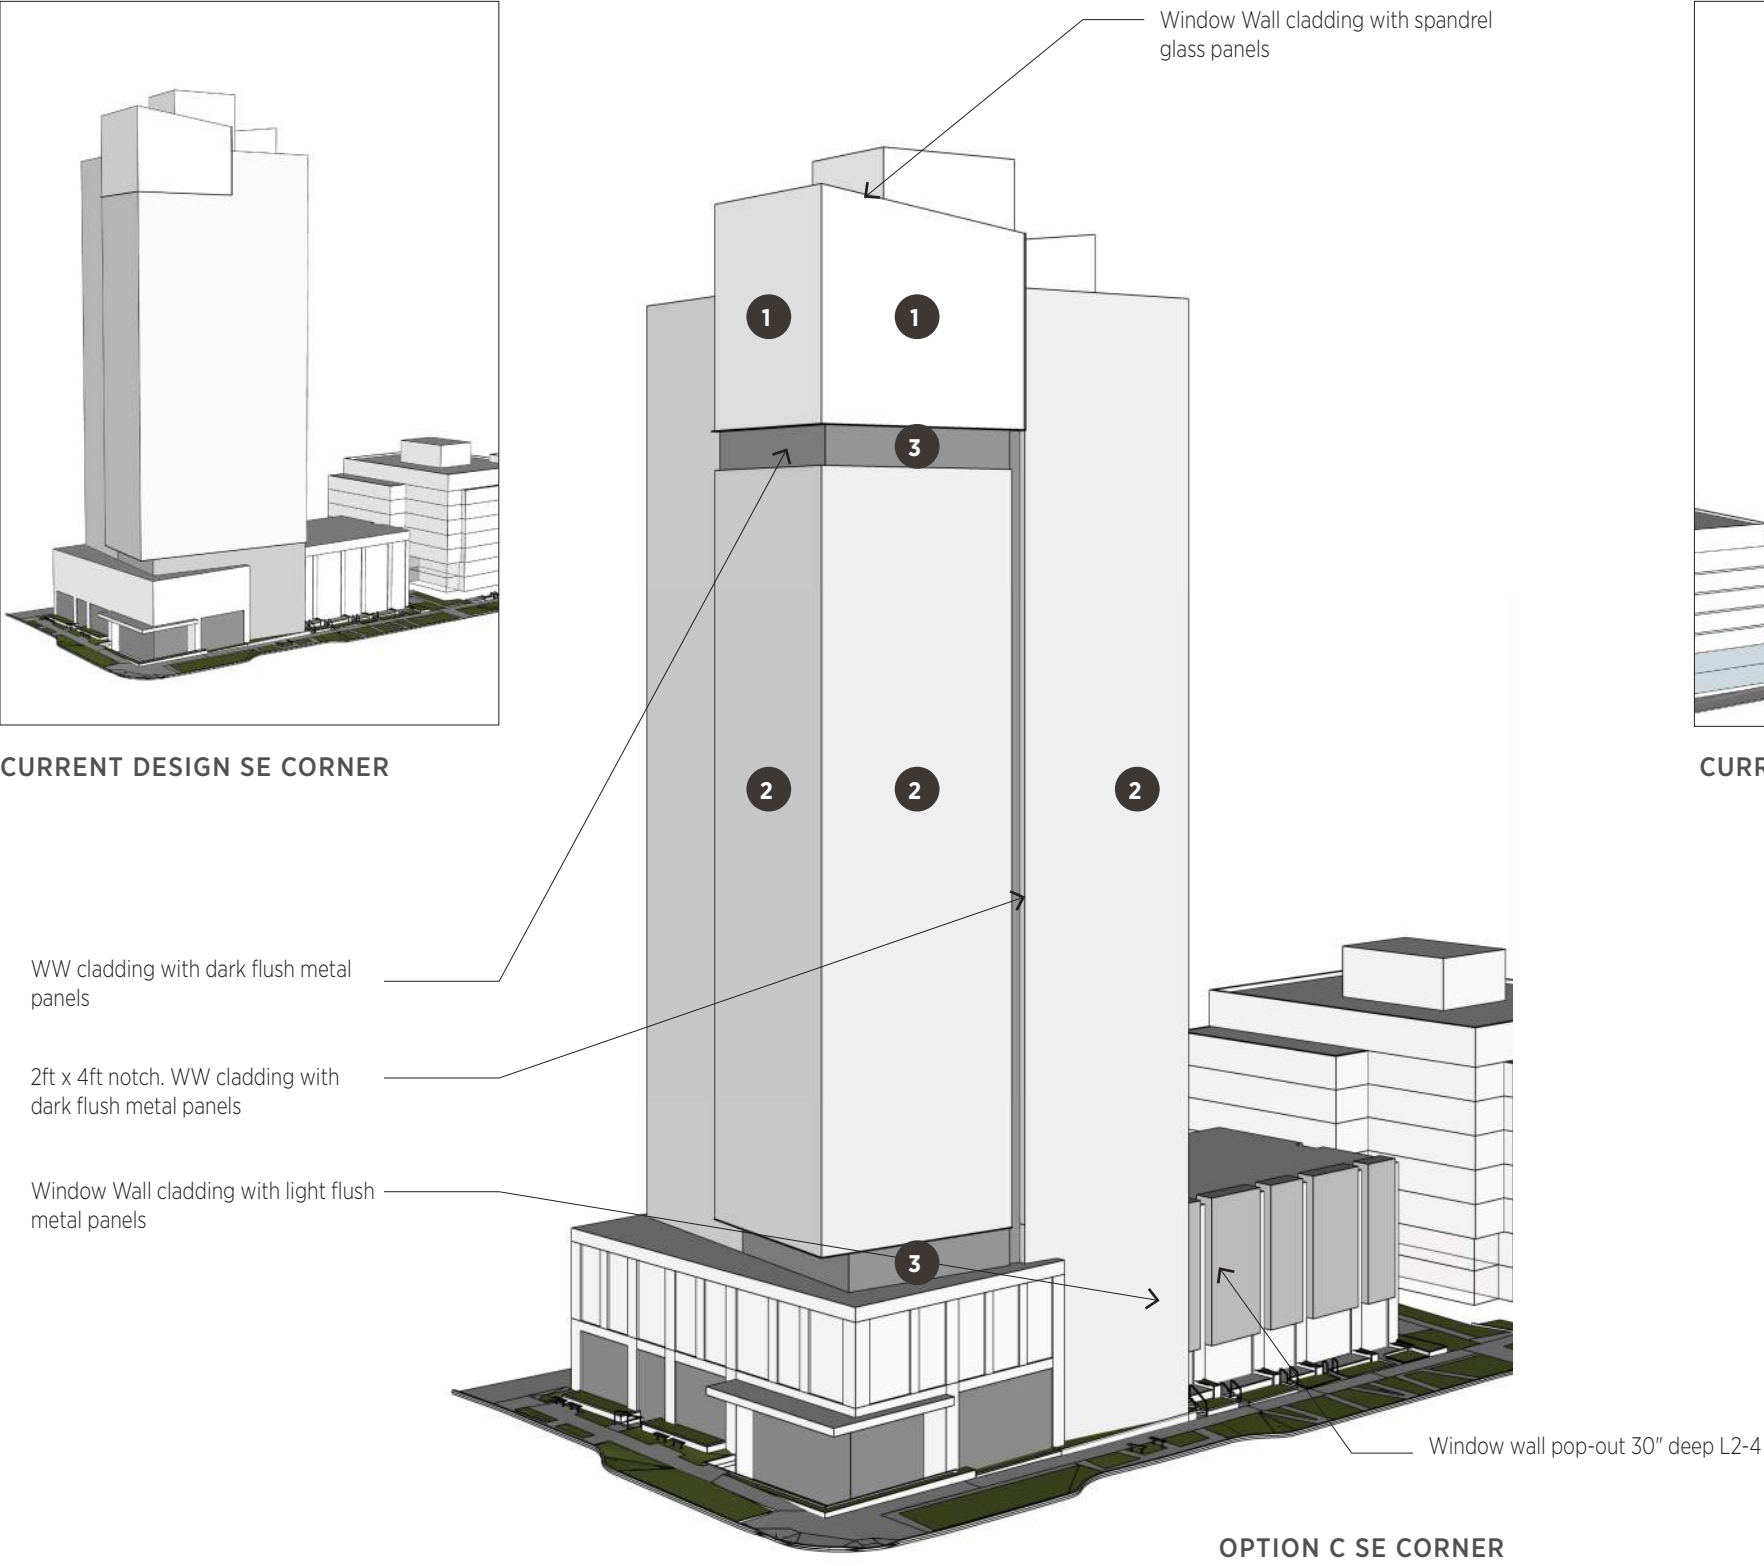 Window Wall cladding with spandrel
glass panels
1
1
3
2
2
2
3
CURRENT DESIGN SE CORNER
CURR
WW cladding with dark flush metal
panels
2ft x 4ft notch. WW cladding with
dark flush metal panels
Window Wall cladding with light flush
metal panels
Window wall pop-out 30" deep L2-4
OPTION C SE CORNER